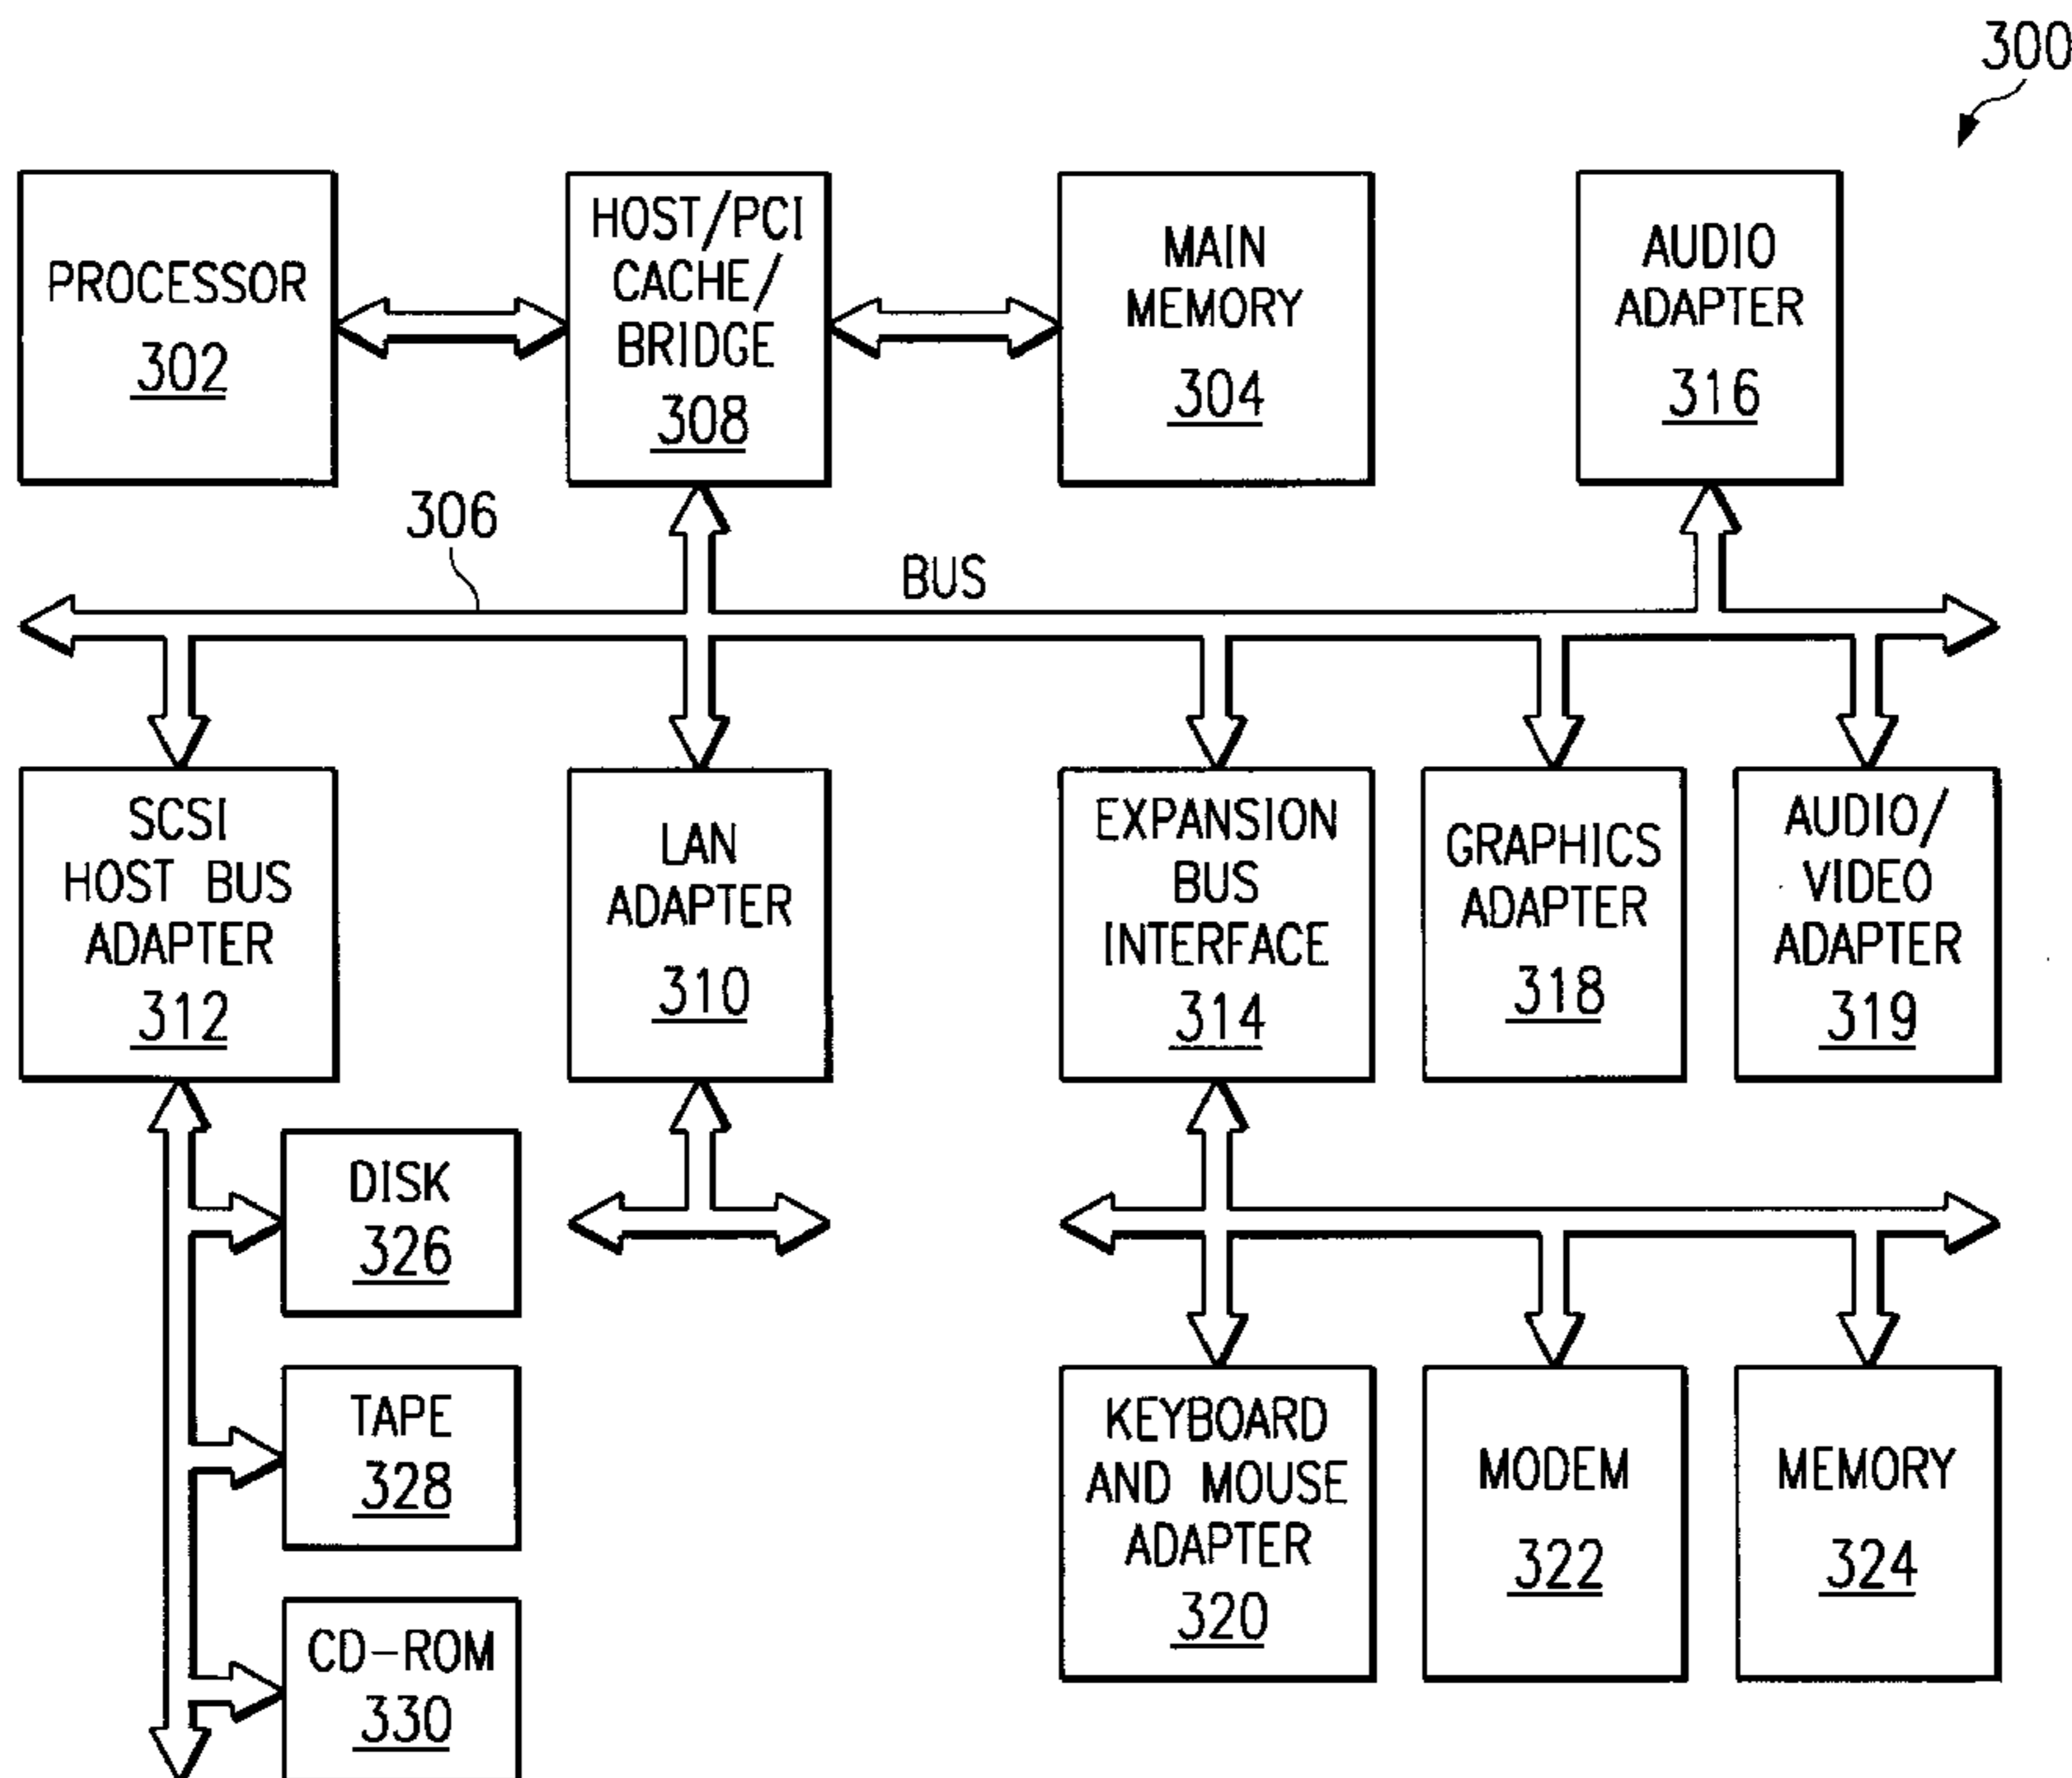 300
PROCESSOR
302
HOST/PCI
CACHE/
BRIDGE
308
MAIN
MEMORY
304
AUDIO
ADAPTER
316
306
BUS
SCSI
HOST BUS
ADAPTER
312
LAN
ADAPTER
310
EXPANSION
BUS
INTERFACE
314
GRAPHICS
ADAPTER
318
AUDIO/
VIDEO
ADAPTER
319
DISK
326
TAPE
328
CD-ROM
330
KEYBOARD
AND MOUSE
ADAPTER
320
MODEM
322
MEMORY
324